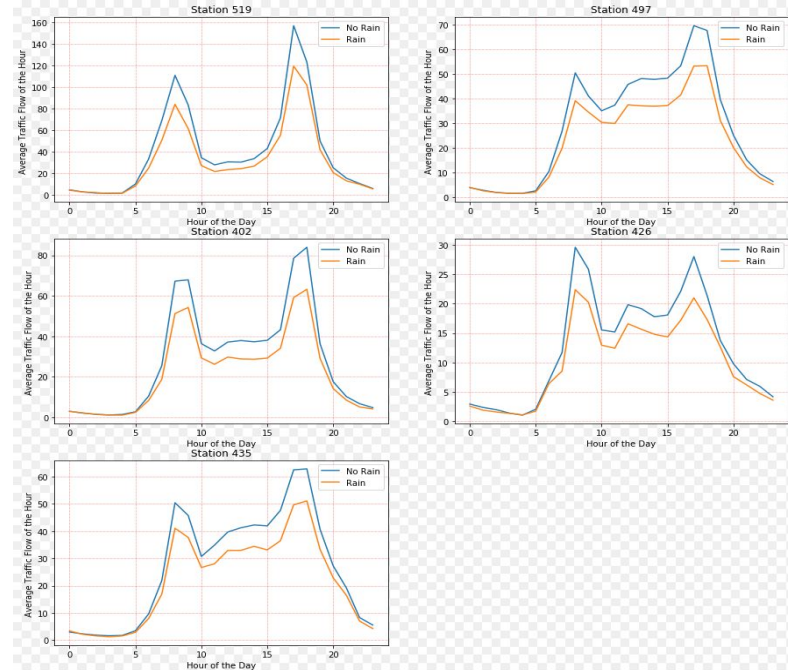 Station 519
160
140
120
100
80
60
40
20
0
Average Traffic Flow of the Hour
No Rain
Rain
0 5 10 15 20
Hour of the Day
Station 497
70
60
50
40
30
20
10
0
Average Traffic Flow of the Hour
No Rain
Rain
0 5 10 15 20
Hour of the Day
Station 402
80
60
40
20
0
Average Traffic Flow of the Hour
No Rain
Rain
0 5 10 15 20
Hour of the Day
Station 426
30
25
20
15
10
5
0
Average Traffic Flow of the Hour
No Rain
Rain
0 5 10 15 20
Hour of the Day
Station 435
60
50
40
30
20
10
0
Average Traffic Flow of the Hour
No Rain
Rain
0 5 10 15 20
Hour of the Day